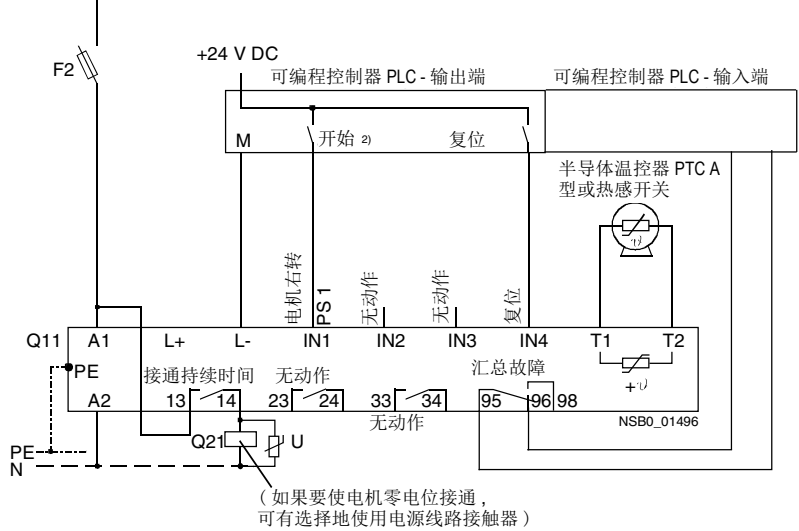 +24 V DC
F2
可编程控制器 PLC - 输出端
可编程控制器 PLC - 输入端
M
开始 2)
复位
半导体温控器 PTC A
型或热感开关
电机右转
PS 1
无动作
无动作
复位
Q11
A1
L+
L-
IN1
IN2
IN3
IN4
T1
T2
PE
接通持续时间
无动作
汇总故障
+υ
A2
13
14
23
24
33
34
95
96
98
无动作
NSB0_01496
Q21
U
PE
N
( 如果要使电机零电位接通 ,
可有选择地使用电源线路接触器 )